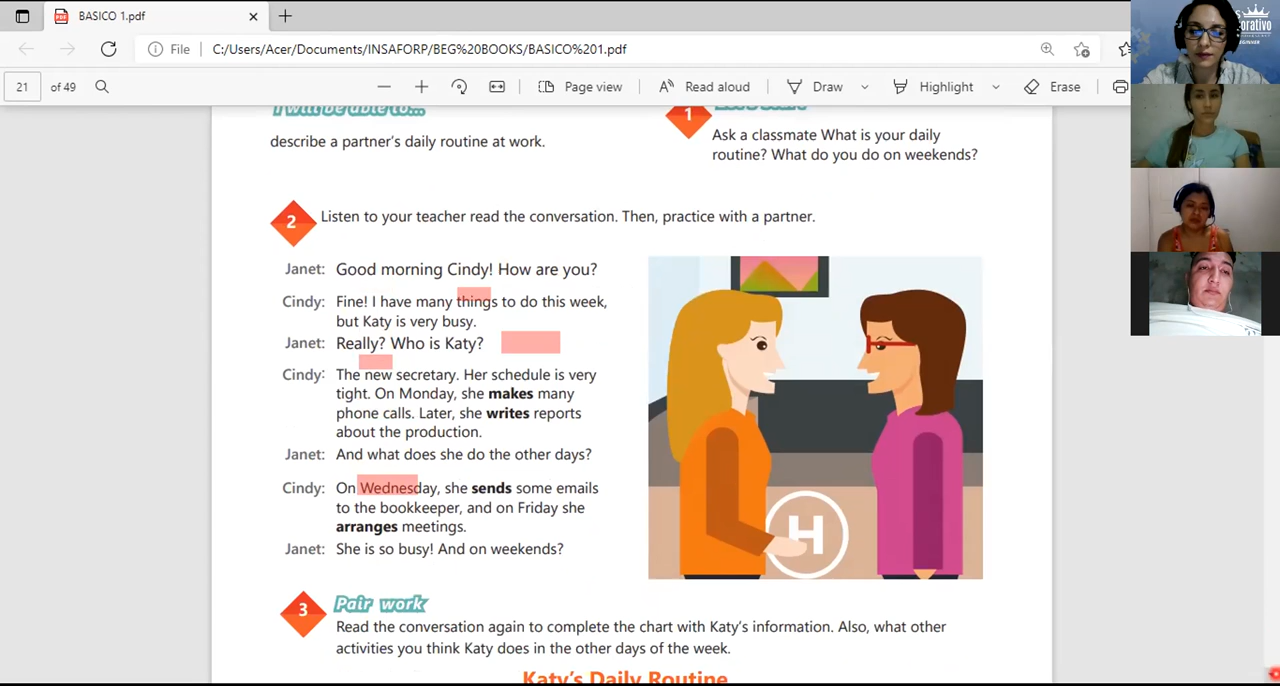 BASICO 1.pdf
File C:/Users/Acer/Documents/INSAFORP/BEG%20BOOKS/BASICO%201.pdf
21 of 49 Page view Read aloud Draw Highlight Erase
I will be able to...
describe a partner's daily routine at work.
1
Ask a classmate What is your daily
routine? What do you do on weekends?
2 Listen to your teacher read the conversation. Then, practice with a partner.
Janet: Good morning Cindy! How are you?
Cindy: Fine! I have many things to do this week,
but Katy is very busy.
Janet: Really? Who is Katy?
Cindy: The new secretary. Her schedule is very
tight. On Monday, she makes many
phone calls. Later, she writes reports
about the production.
Janet: And what does she do the other days?
Cindy: On Wednesday, she sends some emails
to the bookkeeper, and on Friday she
arranges meetings.
Janet: She is so busy! And on weekends?
H
3 Pair work
Read the conversation again to complete the chart with Katy's information. Also, what other
activities you think Katy does in the other days of the week.
Katy's Daily Routine